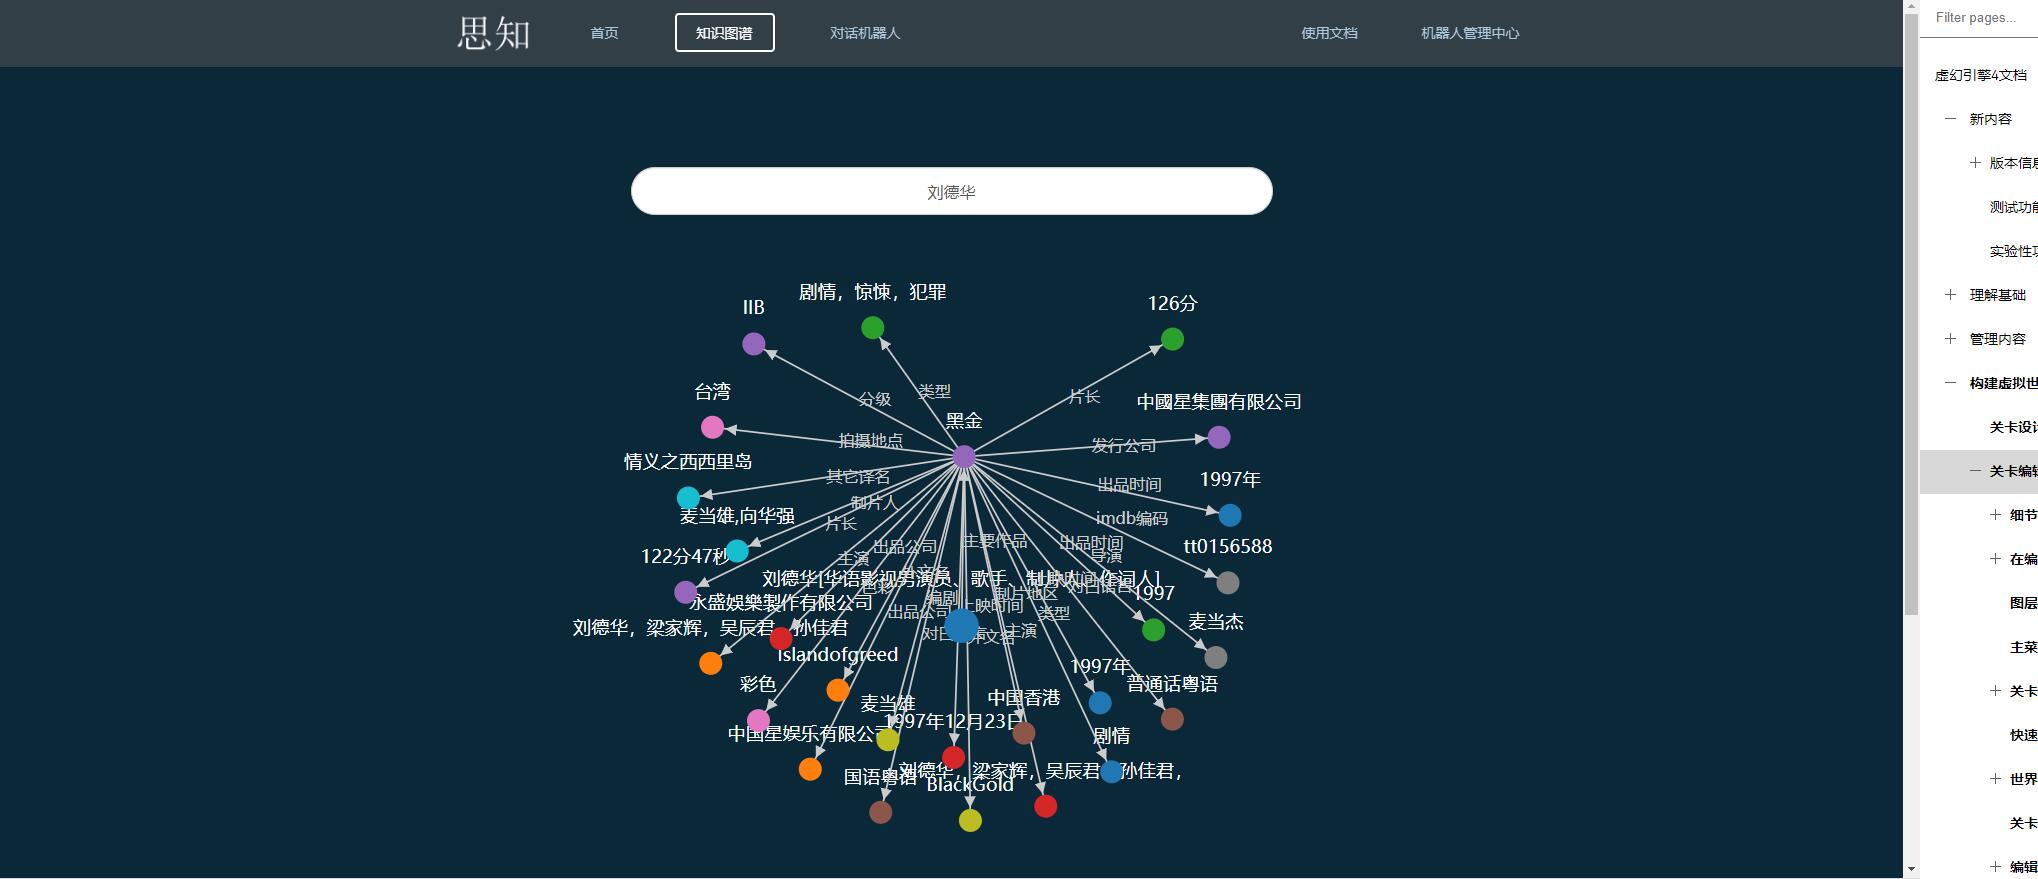 思知
首页
知识图谱
对话机器人
使用文档
机器人管理中心
刘德华
剧情，惊悚，犯罪
IIB
126分
台湾
分级
类型
片长
中國星集團有限公司
黑金
拍摄地点
发行公司
情义之西西里岛
其它译名
出品时间
1997年
制片人
麦当雄,向华强
片长
imdb编码
主要作品
出品时间
出品公司
tt0156588
122分47秒
主演
导演
刘德华[华语影视男演员、歌手、制片人、作词人]
色彩
对白语言
制片地区
1997
编剧
永盛娛樂製作有限公司
出品公司
上映时间
类型
麦当杰
刘德华，梁家辉，吴辰君，孙佳君
主演
Islandofgreed
1997年
彩色
普通话粤语
中国香港
麦当雄
1997年12月23日
中国星娱乐有限公司
剧情
刘德华，梁家辉，吴辰君，孙佳君，
国语粤语
BlackGold
Filter pages...
虚幻引擎4文档
新内容
版本信息
测试功能
实验性
理解基础
管理内容
构建虚拟世
关卡设计
关卡编辑
细节
在编
图层
主菜
关卡
快速
世界
关卡
编辑